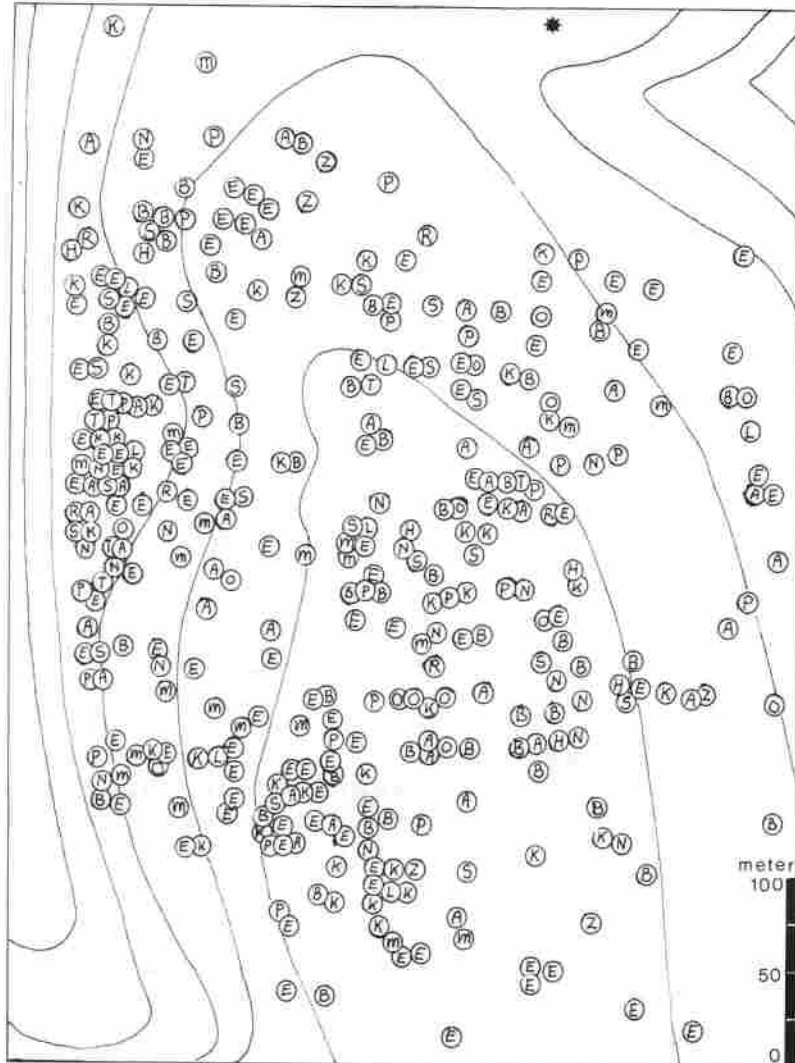 K
m
A N P A B
E Z
B E E P
K B B P E E E Z
S B E E A R
H R H E K E K P E
K E E L B K m K S E E E
E S E E S Z B E S A B O m
B E P P B
K B E E E E
E S K E T S E L E S E O K B B O
E T P A K P B T E S O A m
T P m B A K m L
E K K E E E B A A
m N E L K E K B E A B T P P N P E
E A S A R E E S N B O E K A R E A E
R A E E m A S L H K K
S K O N m E N S S A
N T A m E m m E B H
P T N E A O B P B K P K P N K P
E A E E O E A
A A E m N E B B
E S B E N E E R S B B
P A m E B P O O K O A N N H E K A Z
m m E m E B B S O
P E m K E K L E P E B A O B B A H N
N m O E E E E B K A B
B E m E E K S A K E E A B
B K E E A E B B P B
E K P E A N K N
K E K Z S K B
B K E L K
P E K K A Z
m E E m
E E E
E B E
E E
E
meter
100
50
0